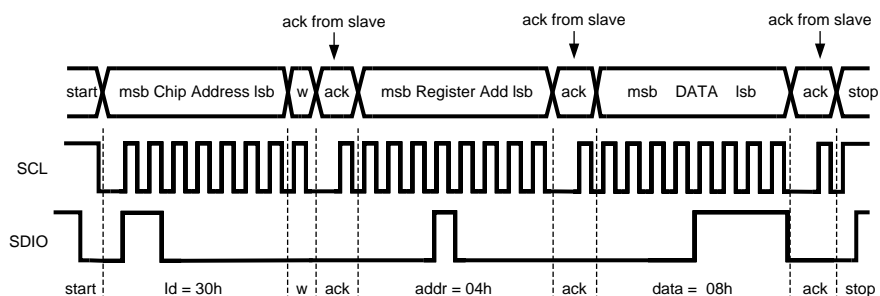 ack from slave ack from slave ack from slave
start msb Chip Address lsb w ack msb Register Add lsb ack msb DATA lsb ack stop
SCL
SDIO
start Id = 30h w ack addr = 04h ack data = 08h ack stop